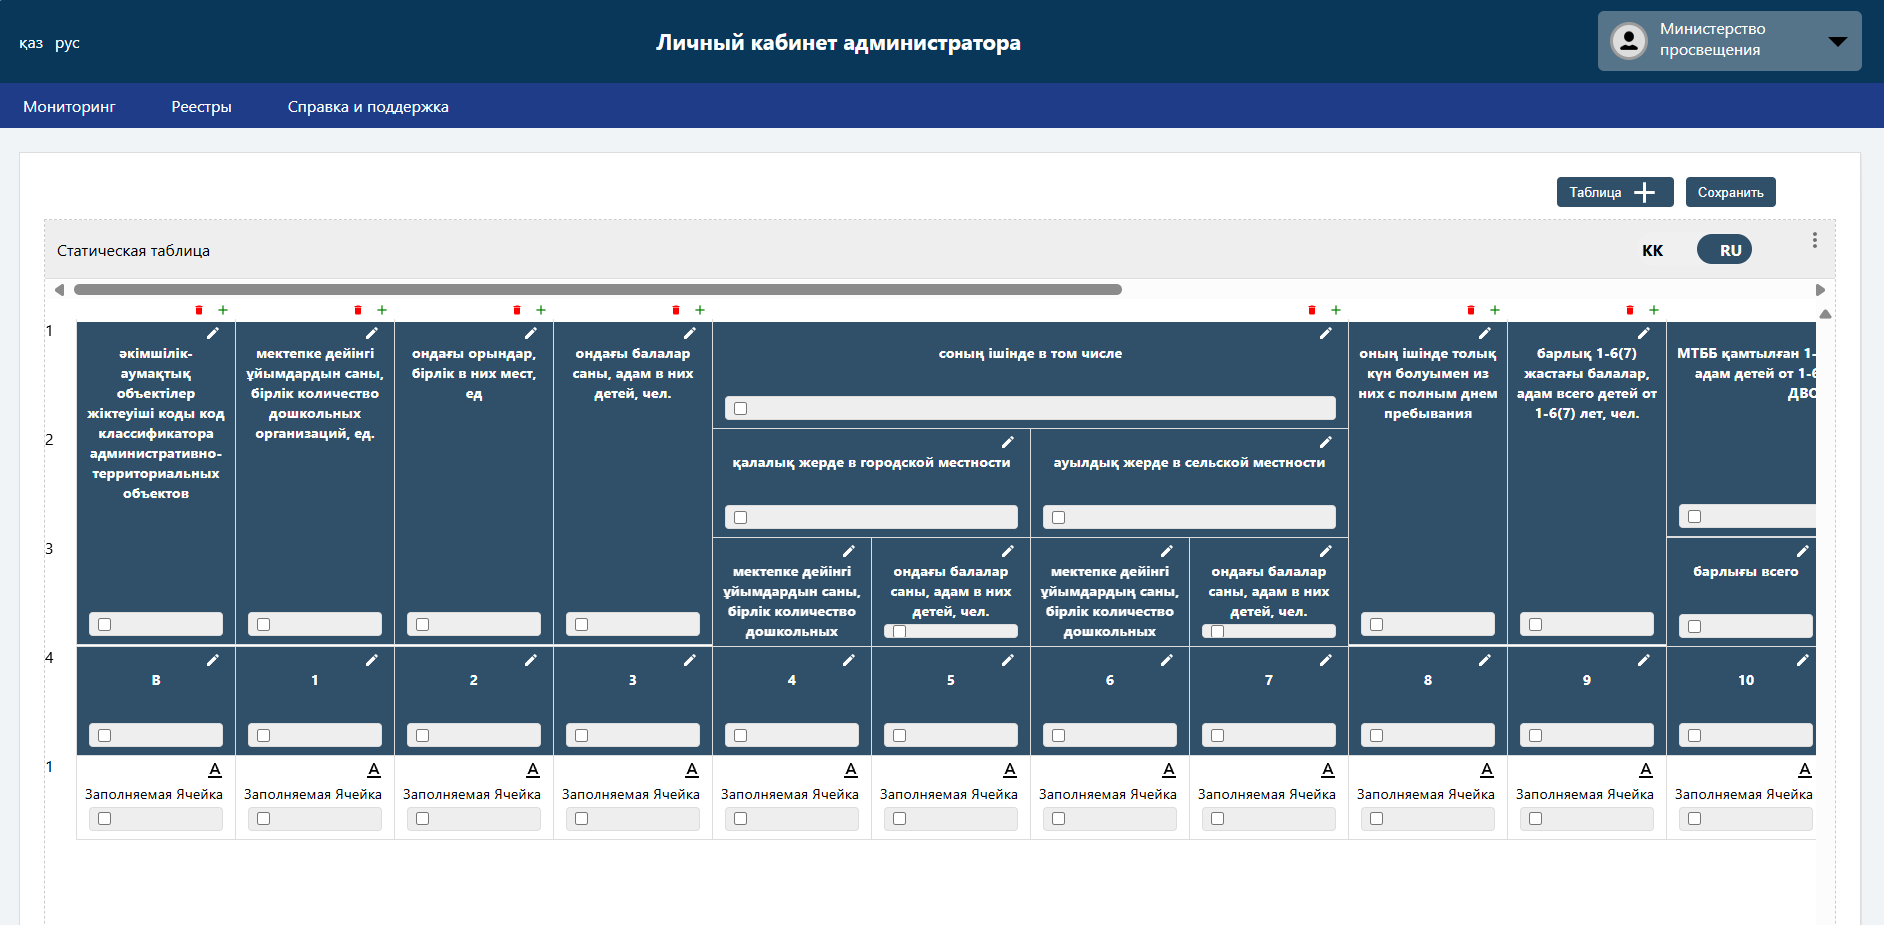 қаз рус
Личный кабинет администратора
Министерство
просвещения
Мониторинг Реестры Справка и поддержка
Таблица Сохранить
Статическая таблица
КК RU
1
әкімшілік-
аумақтық
объектілер
жіктеуіші коды код
классификатора
административно-
территориальных
объектов
мектепке дейінгі
ұйымдардын саны,
бірлік количество
дошкольных
организаций, ед.
ондағы орындар,
бірлік в них мест,
ед
ондағы балалар
саны, адам в них
детей, чел.
соның ішінде в том числе
оның ішінде толық
күн болуымен из
них с полным днем
пребывания
барлық 1-6(7)
жастағы балалар,
адам всего детей от
1-6(7) лет, чел.
МТББ қамтылған 1-
адам детей от 1-6
ДВО
2
қалалық жерде в городской местности
ауылдық жерде в сельской местности
3
мектепке дейінгі
ұйымдардын саны,
бірлік количество
дошкольных
ондағы балалар
саны, адам в них
детей, чел.
мектепке дейінгі
ұйымдардың саны,
бірлік количество
дошкольных
ондағы балалар
саны, адам в них
детей, чел.
барлығы всего
4
В 1 2 3 4 5 6 7 8 9 10
1
Заполняемая Ячейка Заполняемая Ячейка Заполняемая Ячейка Заполняемая Ячейка Заполняемая Ячейка Заполняемая Ячейка Заполняемая Ячейка Заполняемая Ячейка Заполняемая Ячейка Заполняемая Ячейка Заполняемая Ячейка